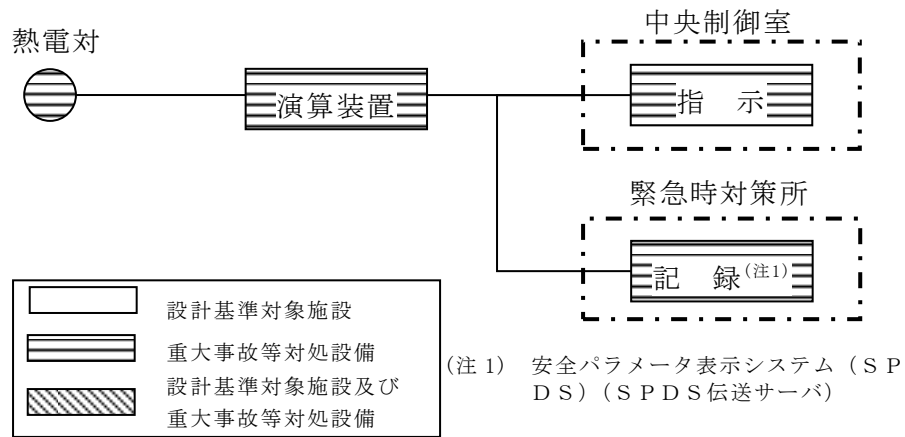 中央制御室
熱電対
演算装置
指　示
緊急時対策所
記　録(注1)
設計基準対象施設
重大事故等対処設備
設計基準対象施設及び
重大事故等対処設備
(注 1)　安全パラメータ表示システム（ＳＰ
ＤＳ）（ＳＰＤＳ伝送サーバ）